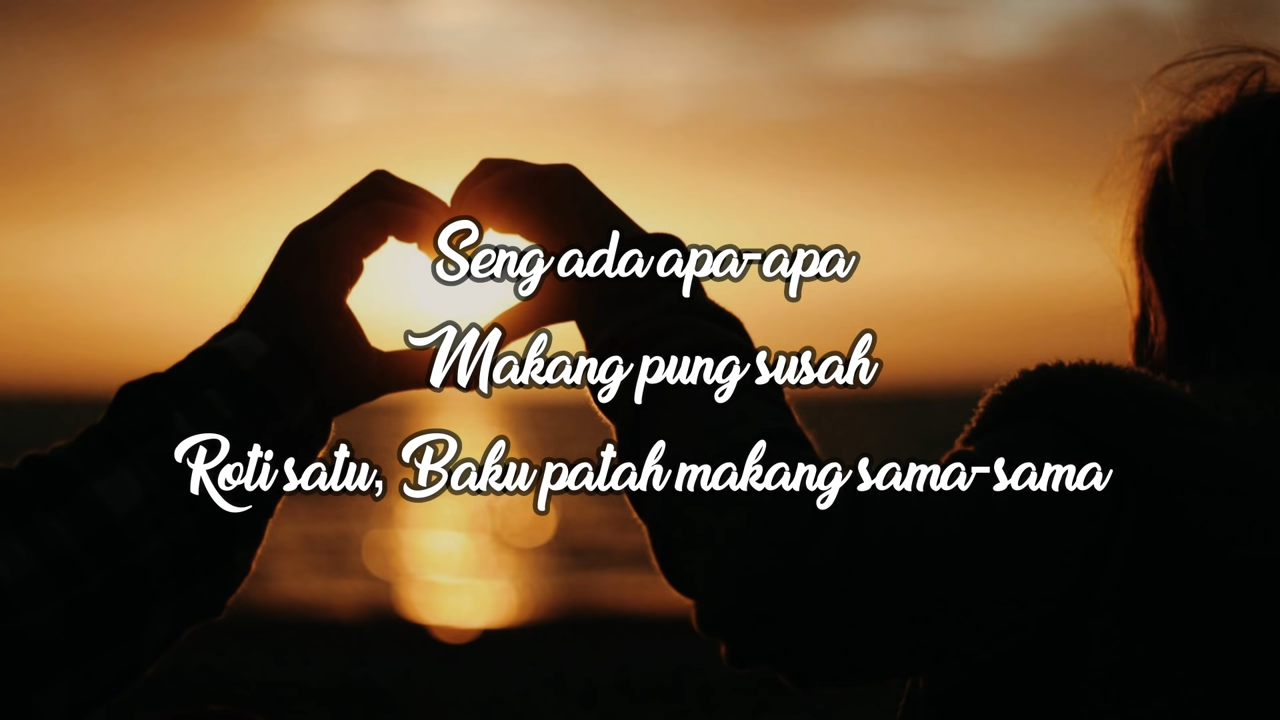 Seng ada apa-apa
Makang pung susah
Roti satu, Baku patah makang sama-sama